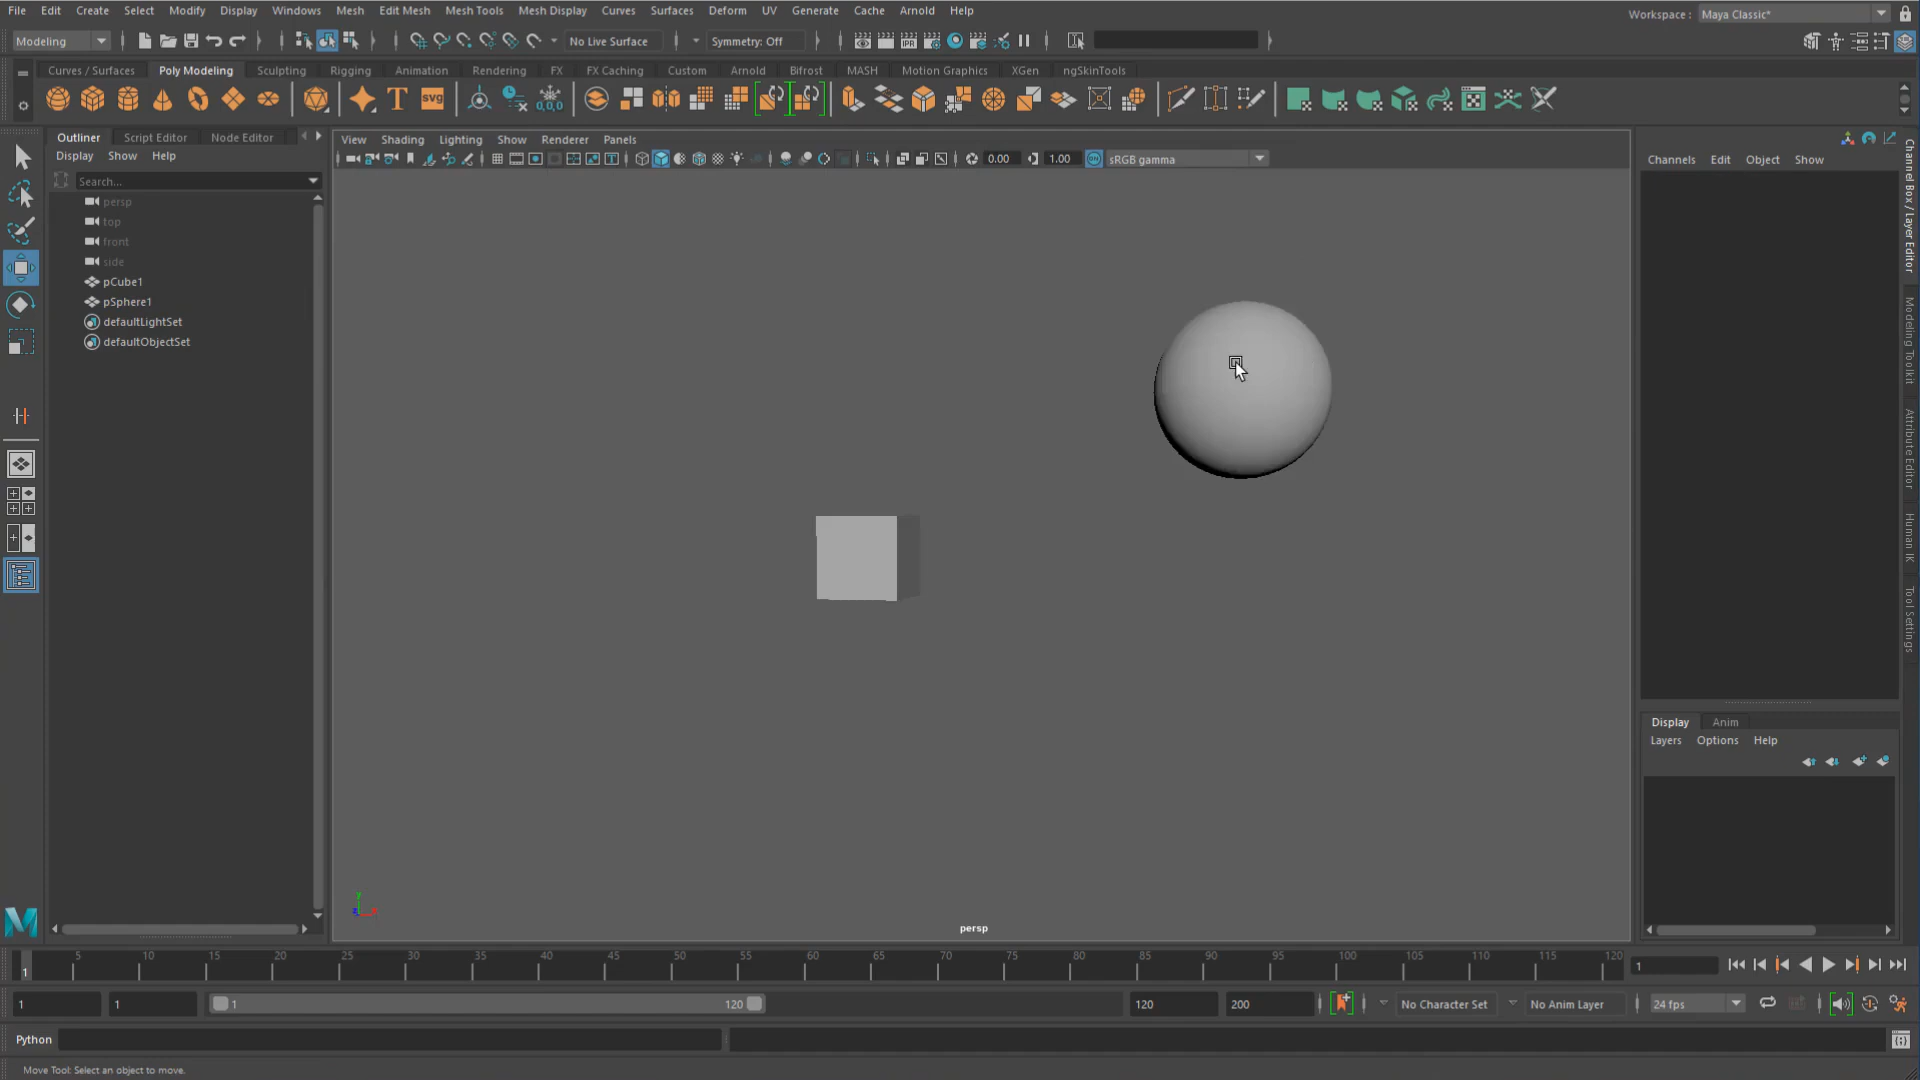 File Edit Create Select Modify Display Windows Mesh Edit Mesh Mesh Tools Mesh Display Curves Surfaces Deform UV Generate Cache Arnold Help
Workspace : Maya Classic*
Modeling No Live Surface Symmetry: Off
Curves / Surfaces Poly Modeling Sculpting Rigging Animation Rendering FX FX Caching Custom Arnold Bifrost MASH Motion Graphics XGen ngSkinTools
T svg 0,0,0
Outliner Script Editor Node Editor
Display Show Help
Search...
persp
top
front
side
pCube1
pSphere1
defaultLightSet
defaultObjectSet
View Shading Lighting Show Renderer Panels
0.00 1.00 sRGB gamma
persp
Channels Edit Object Show
Channel Box / Layer Editor
Modeling Toolkit
Attribute Editor
Human IK
Tool Settings
Display Anim
Layers Options Help
1 5 10 15 20 25 30 35 40 45 50 55 60 65 70 75 80 85 90 95 100 105 110 115 120 1
1 1 1 120 120 200 No Character Set No Anim Layer 24 fps
Python
Move Tool: Select an object to move.